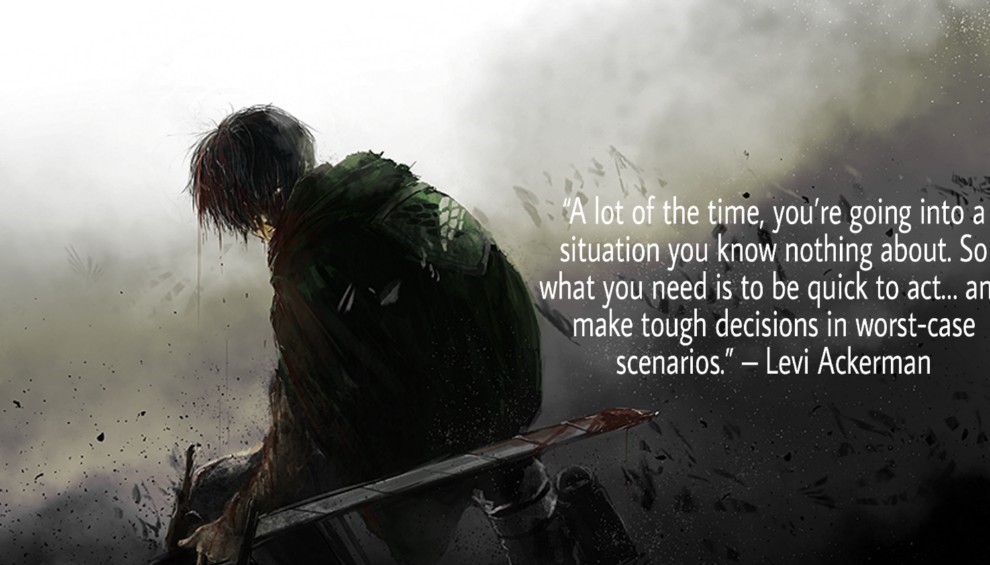 “A lot of the time, you’re going into a
situation you know nothing about. So
what you need is to be quick to act... an
make tough decisions in worst-case
scenarios.” – Levi Ackerman